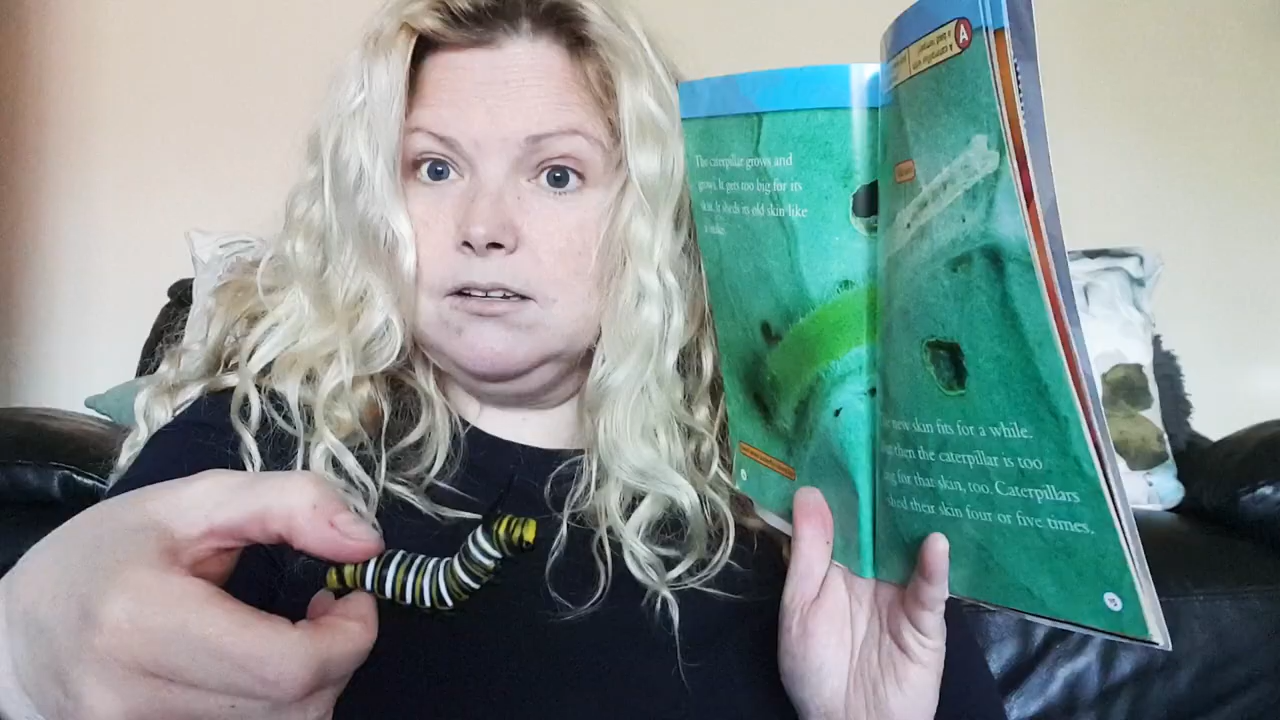 The caterpillar grows and
grows. It gets too big for its
skin. It sheds its old skin like
a snake.
A
new skin fits for a while.
then the caterpillar is too
for that skin, too. Caterpillars
shed their skin four or five times.